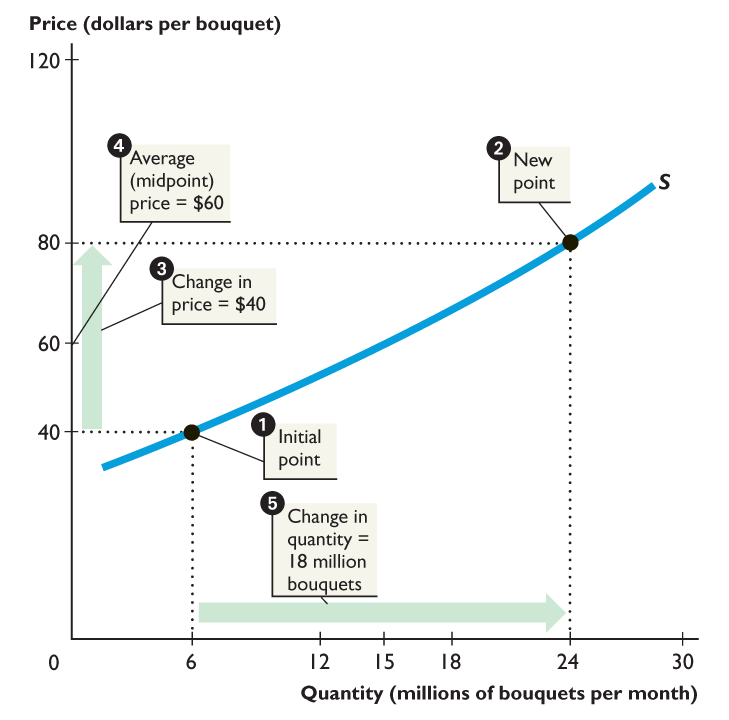 Price (dollars per bouquet)
120
4
Average
(midpoint)
price = $60
2
New
point
S
80
3
Change in
price = $40
60
40
1
Initial
point
5
Change in
quantity =
18 million
bouquets
0 6 12 15 18 24 30
Quantity (millions of bouquets per month)